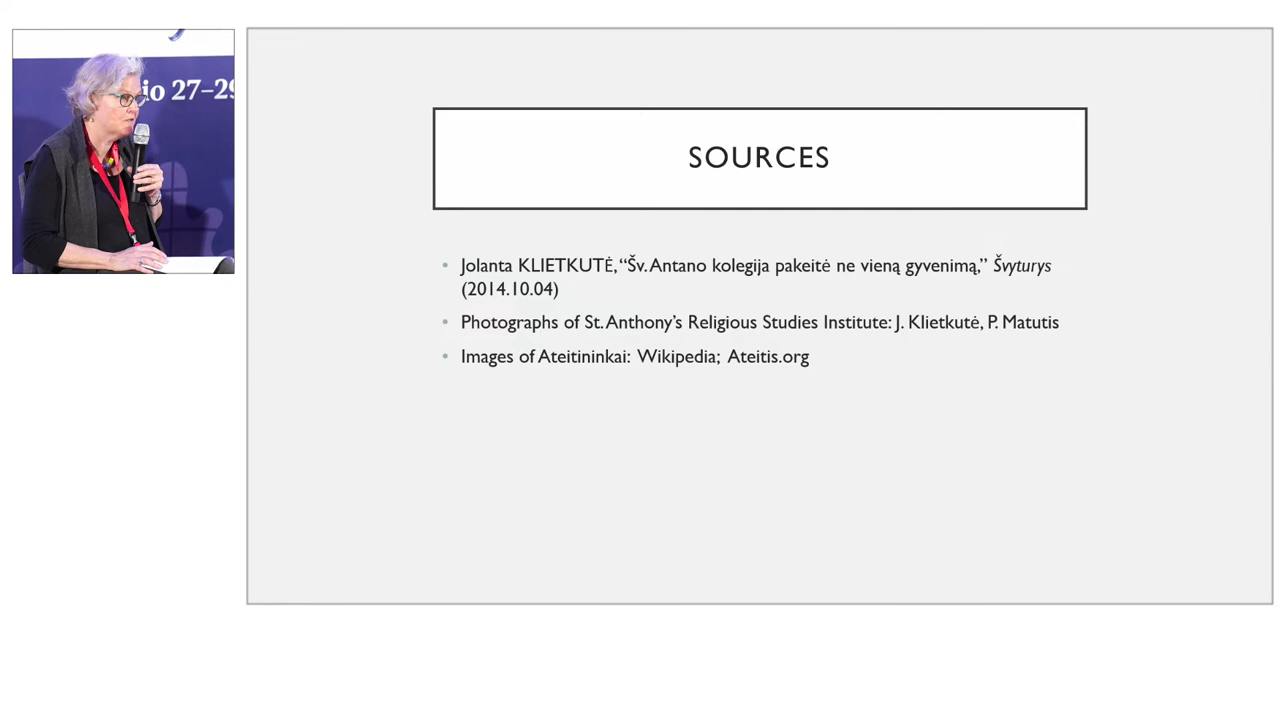 io 27–29
SOURCES
• Jolanta KLIETKUTĖ, “Šv. Antano kolegija pakeitė ne vieną gyvenimą,” Švyturys
(2014.10.04)
• Photographs of St. Anthony’s Religious Studies Institute: J. Klietkutė, P. Matutis
• Images of Ateitininkai: Wikipedia; Ateitis.org